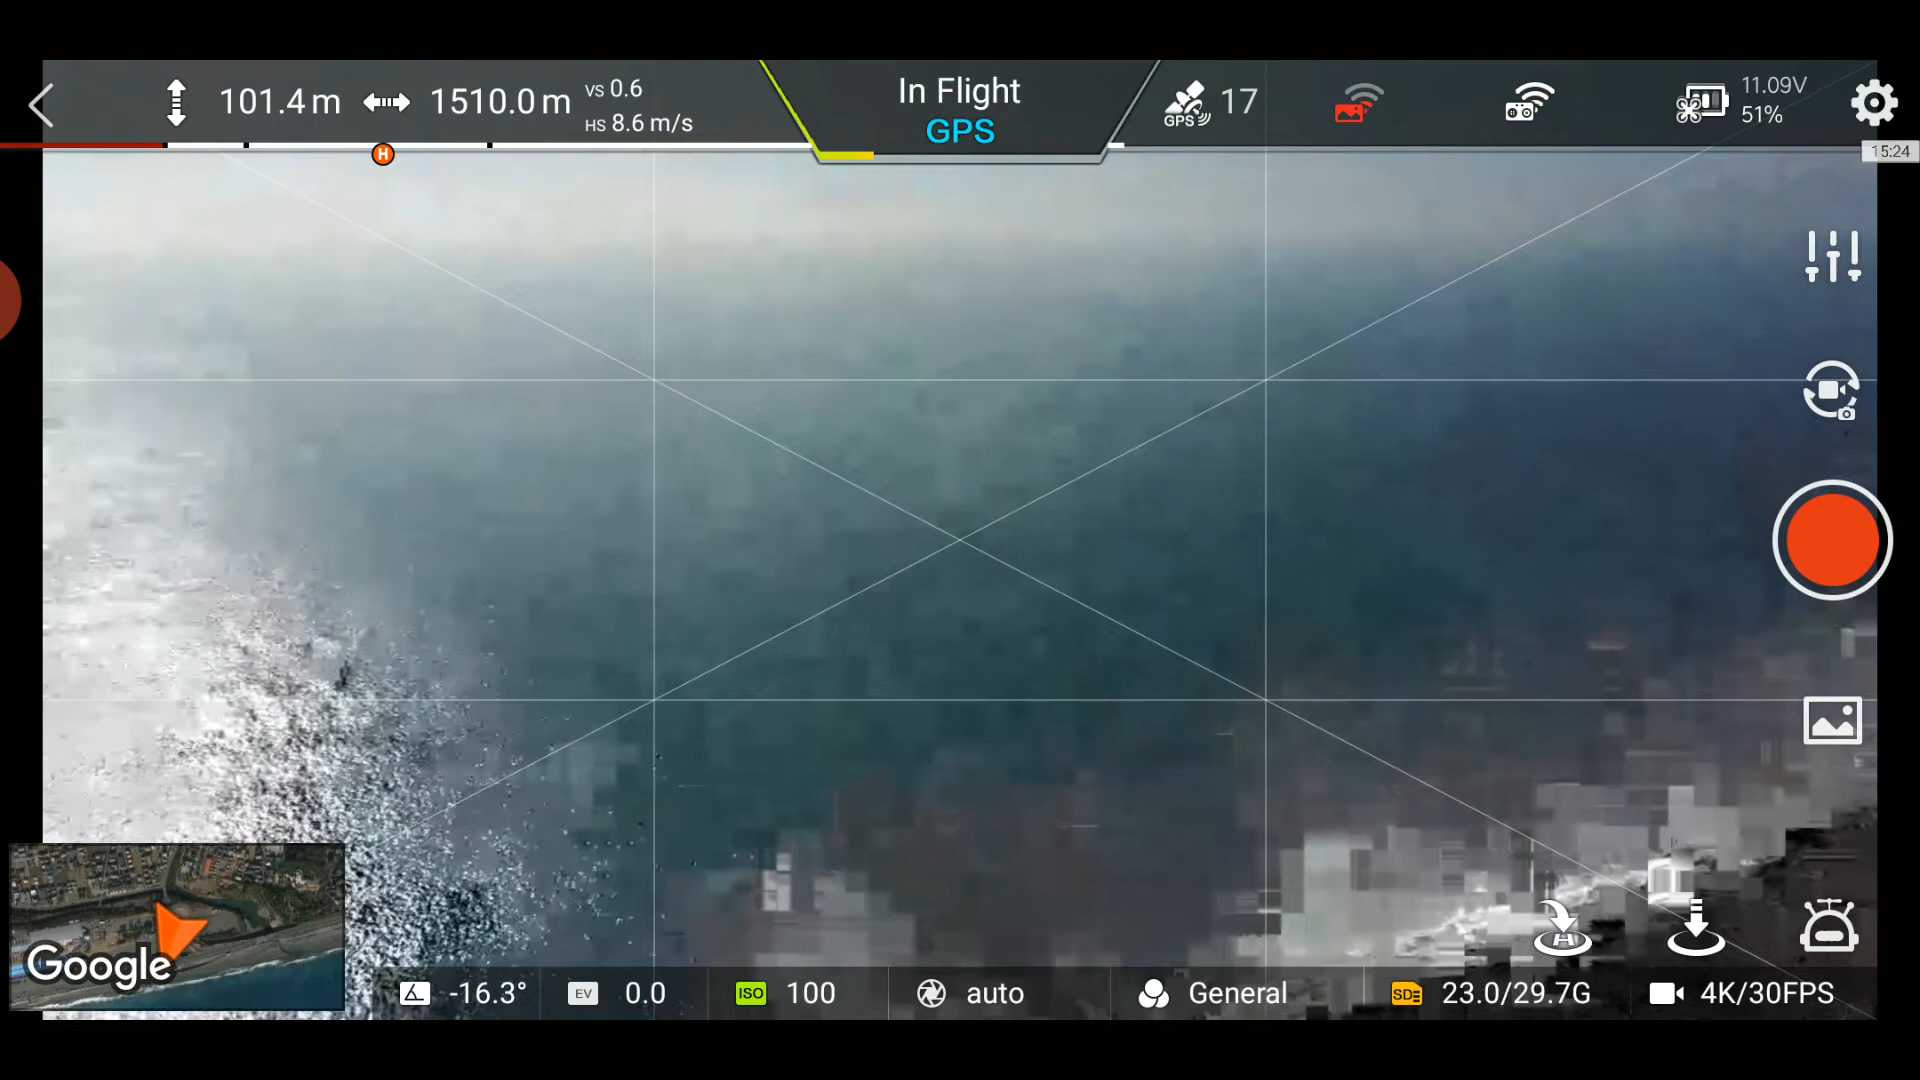 101.4m
1510.0m
VS 0.6
HS 8.6 m/s
In Flight
GPS
GPS
17
11.09V
51%
15:24
H
Google
-16.3°
EV 0.0
ISO 100
auto
General
SD 23.0/29.7G
4K/30FPS